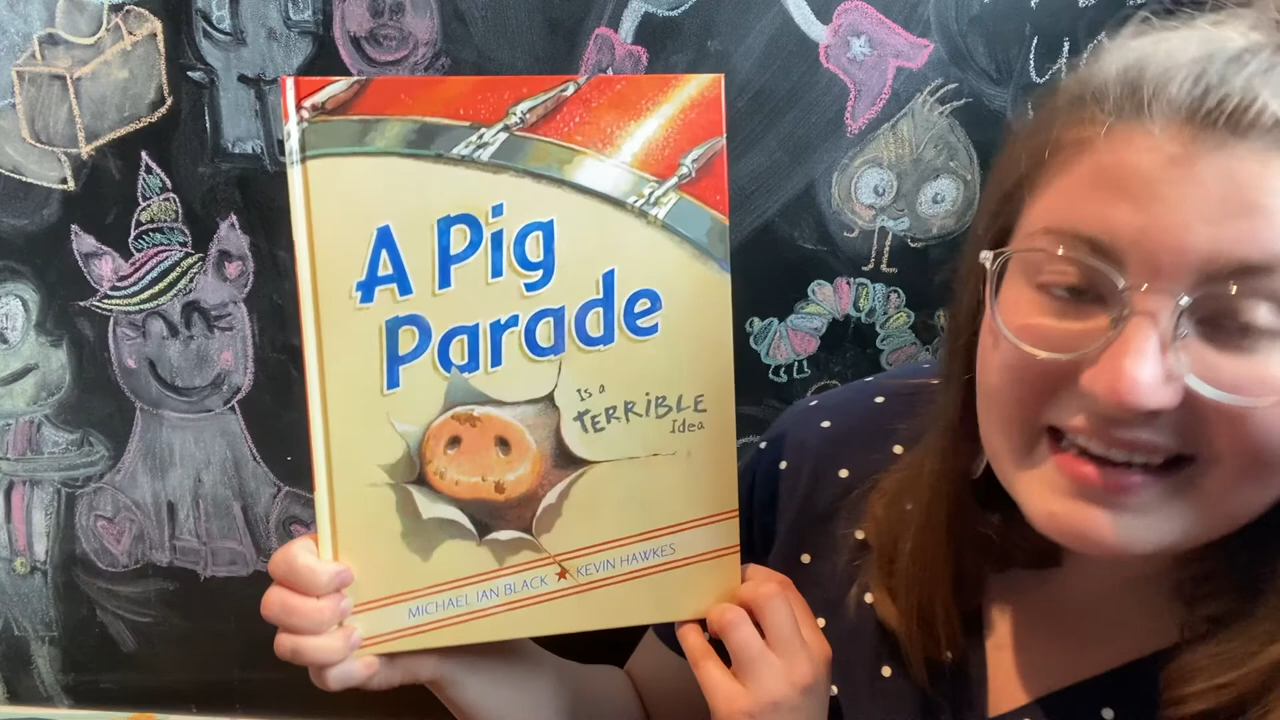 A Pig
Parade
Is a
TERRIBLE
Idea
MICHAEL IAN BLACK ★ KEVIN HAWKES